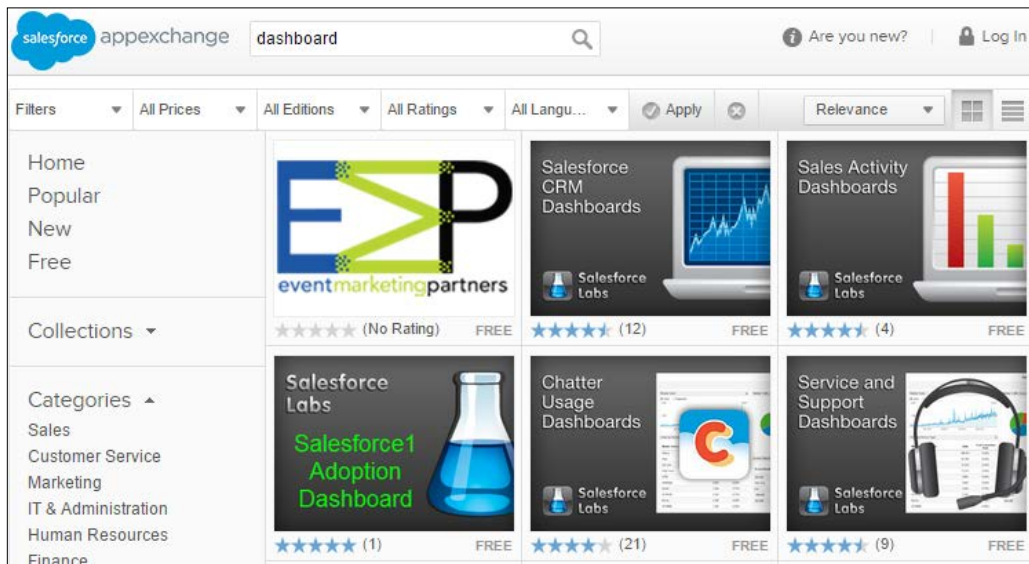 salesforce appexchange
dashboard
Are you new?
Log In
Filters
All Prices
All Editions
All Ratings
All Langu...
Apply
Relevance
Home
Popular
New
Free
Collections
Categories
Sales
Customer Service
Marketing
IT & Administration
Human Resources
Finance
EMP
eventmarketingpartners
(No Rating) FREE
Salesforce
CRM
Dashboards
Salesforce
Labs
(12) FREE
Sales Activity
Dashboards
Salesforce
Labs
(4) FREE
Salesforce
Labs
Salesforce1
Adoption
Dashboard
(1) FREE
Chatter
Usage
Dashboards
C
Salesforce
Labs
(21) FREE
Service and
Support
Dashboards
Salesforce
Labs
(9) FREE